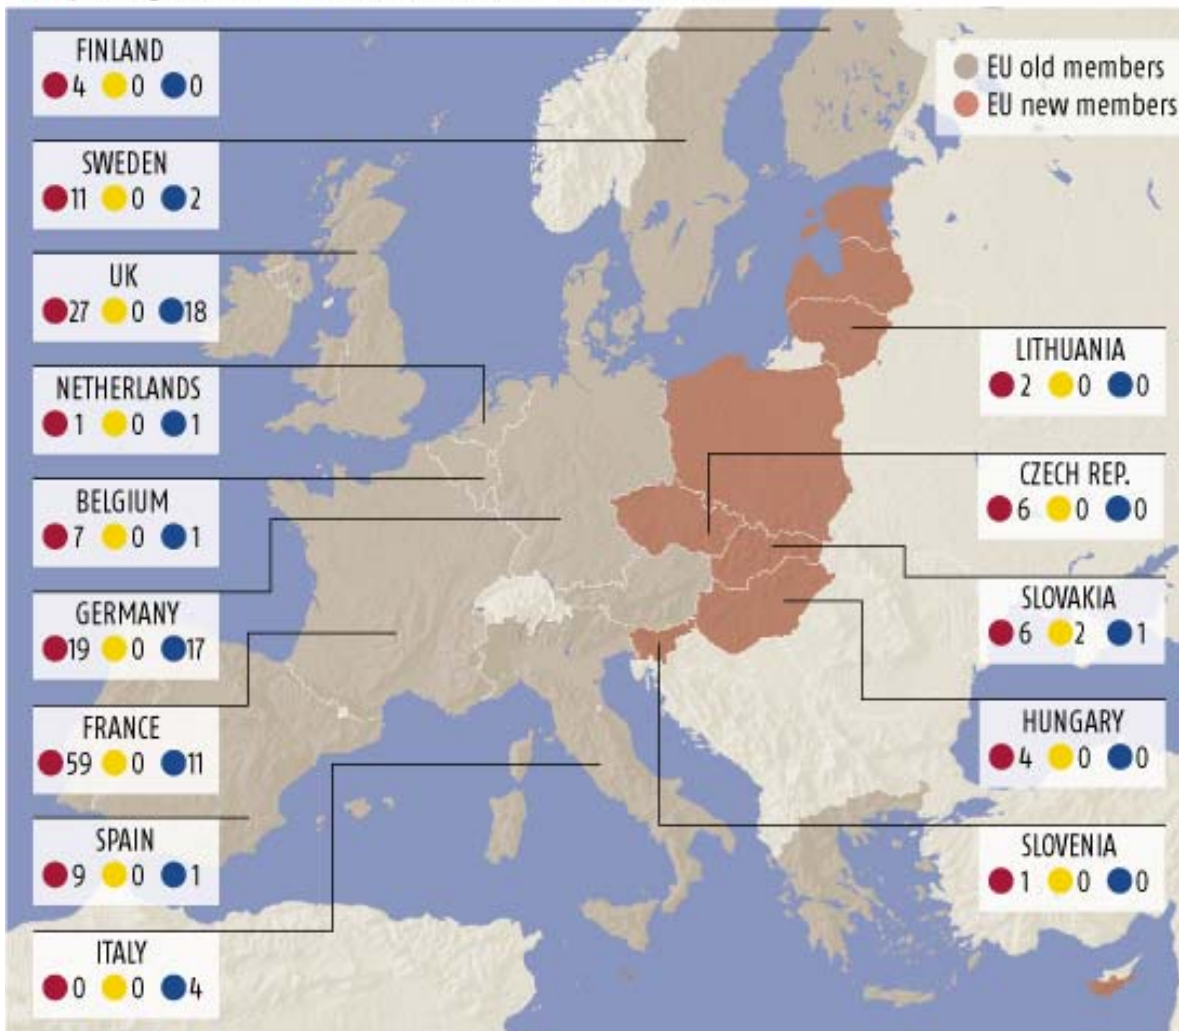 FINLAND
4 0 0
SWEDEN
11 0 2
UK
27 0 18
NETHERLANDS
1 0 1
BELGIUM
7 0 1
GERMANY
19 0 17
FRANCE
59 0 11
SPAIN
9 0 1
ITALY
0 0 4
EU old members
EU new members
LITHUANIA
2 0 0
CZECH REP.
6 0 0
SLOVAKIA
6 2 1
HUNGARY
4 0 0
SLOVENIA
1 0 0